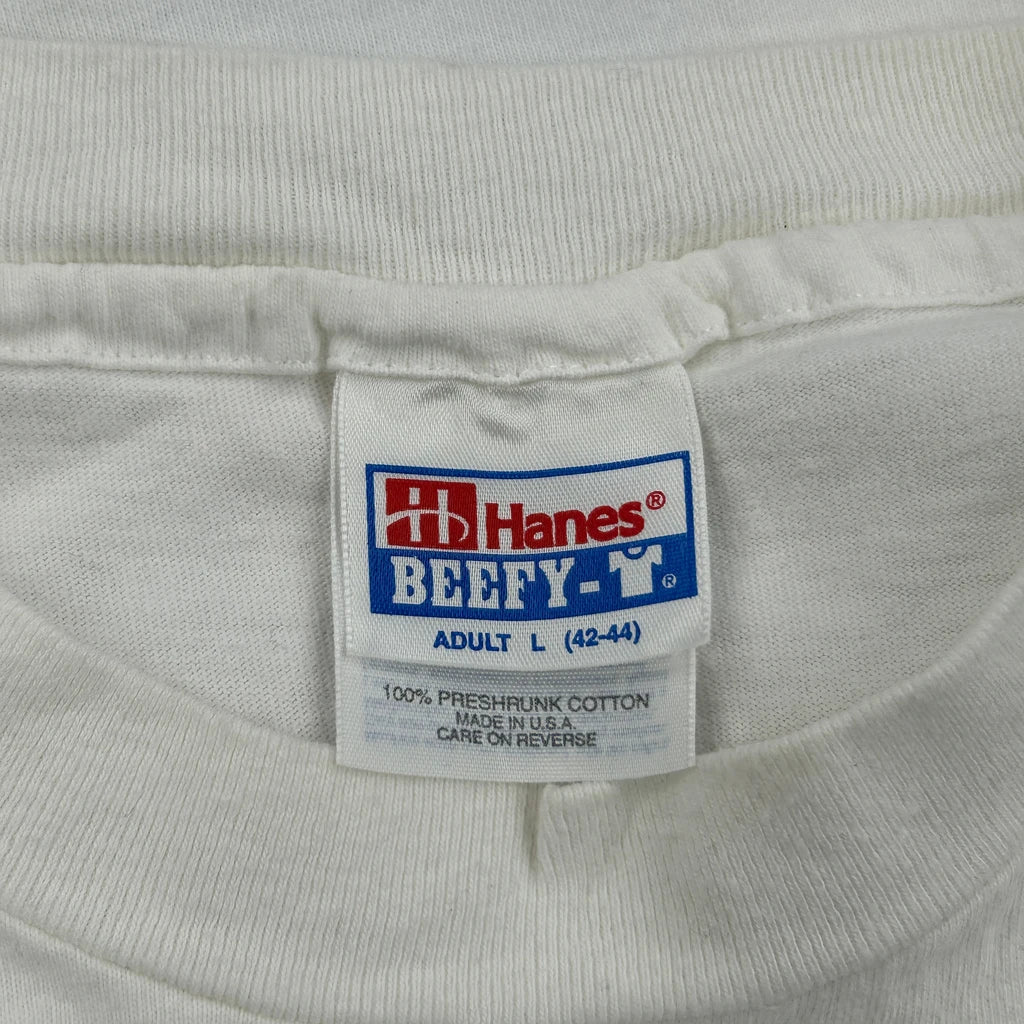 H Hanes®
BEEFY-T®
ADULT L (42-44)
100% PRESHRUNK COTTON
MADE IN U.S.A.
CARE ON REVERSE